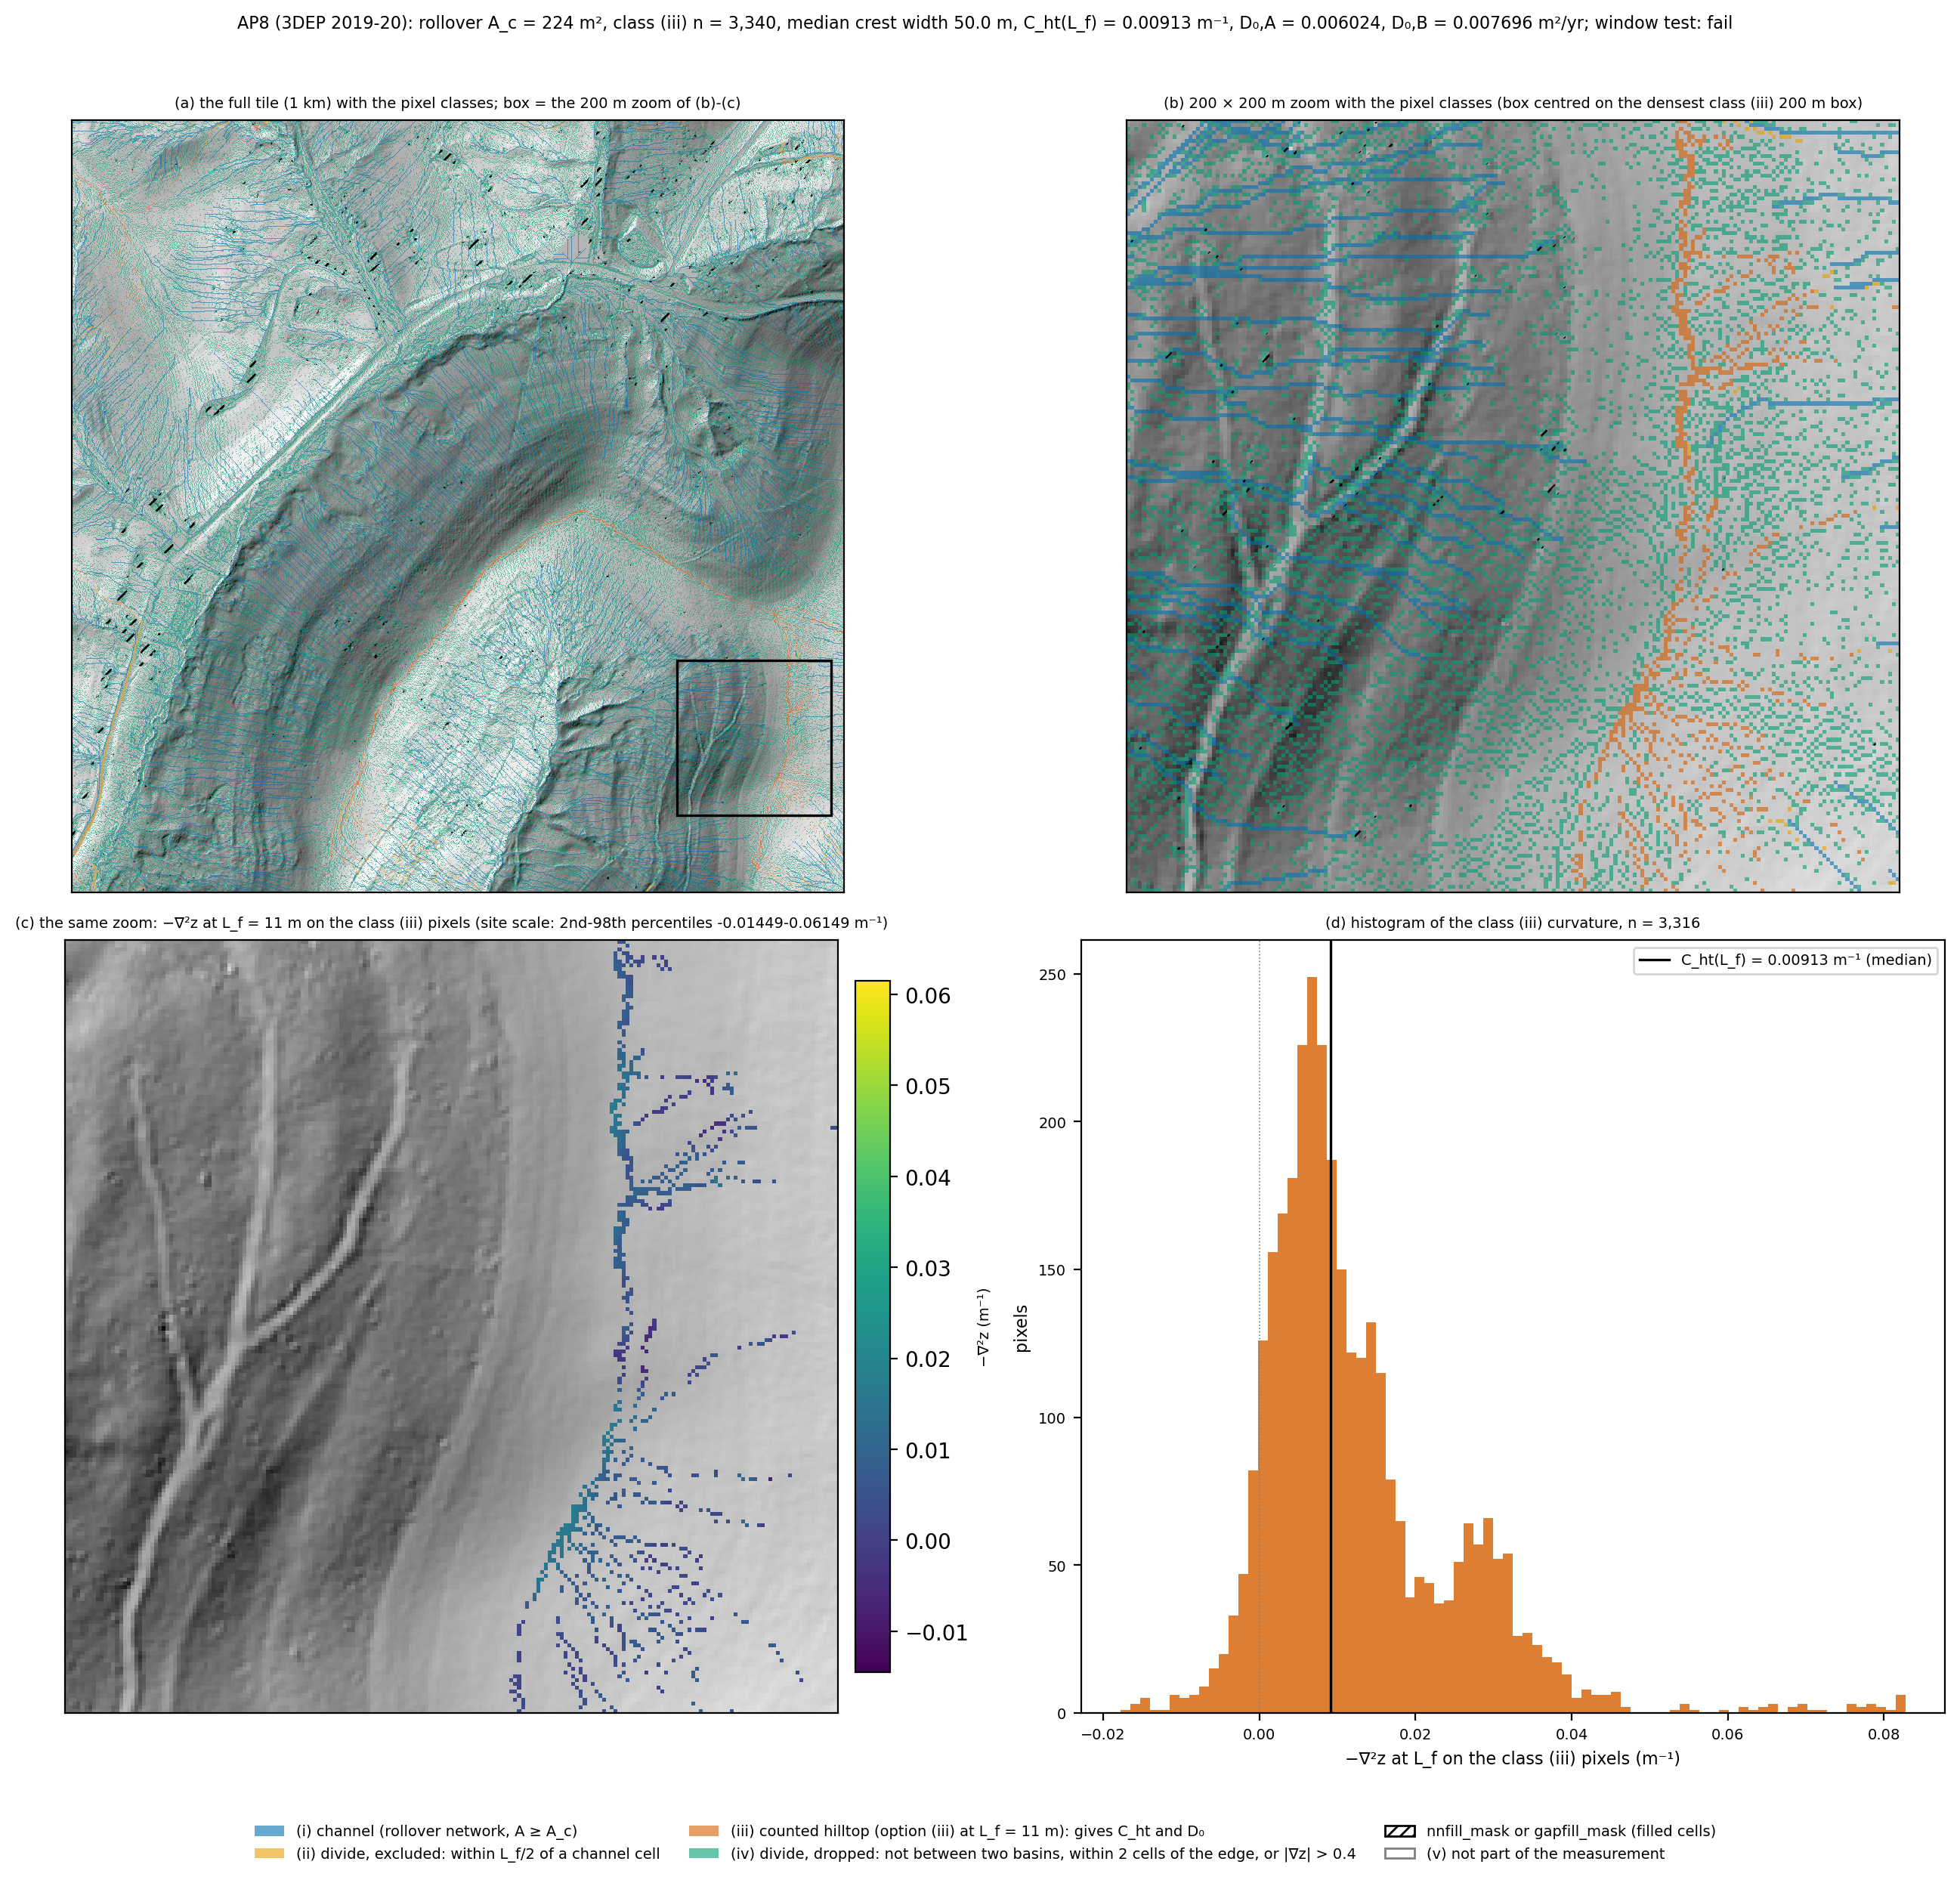 AP8 (3DEP 2019-20): rollover A_c = 224 m², class (iii) n = 3,340, median crest width 50.0 m, C_ht(L_f) = 0.00913 m⁻¹, D₀,A = 0.006024, D₀,B = 0.007696 m²/yr; window test: fail
(a) the full tile (1 km) with the pixel classes; box = the 200 m zoom of (b)-(c)
(b) 200 × 200 m zoom with the pixel classes (box centred on the densest class (iii) 200 m box)
(c) the same zoom: −∇²z at L_f = 11 m on the class (iii) pixels (site scale: 2nd-98th percentiles -0.01449-0.06149 m⁻¹)
0.06
0.05
0.04
0.03
0.02
0.01
0.00
−0.01
−∇²z (m⁻¹)
(d) histogram of the class (iii) curvature, n = 3,316
C_ht(L_f) = 0.00913 m⁻¹ (median)
250
200
150
100
50
0
pixels
−0.02
0.00
0.02
0.04
0.06
0.08
−∇²z at L_f on the class (iii) pixels (m⁻¹)
(i) channel (rollover network, A ≥ A_c)
(ii) divide, excluded: within L_f/2 of a channel cell
(iii) counted hilltop (option (iii) at L_f = 11 m): gives C_ht and D₀
(iv) divide, dropped: not between two basins, within 2 cells of the edge, or |∇z| > 0.4
nnfill_mask or gapfill_mask (filled cells)
(v) not part of the measurement